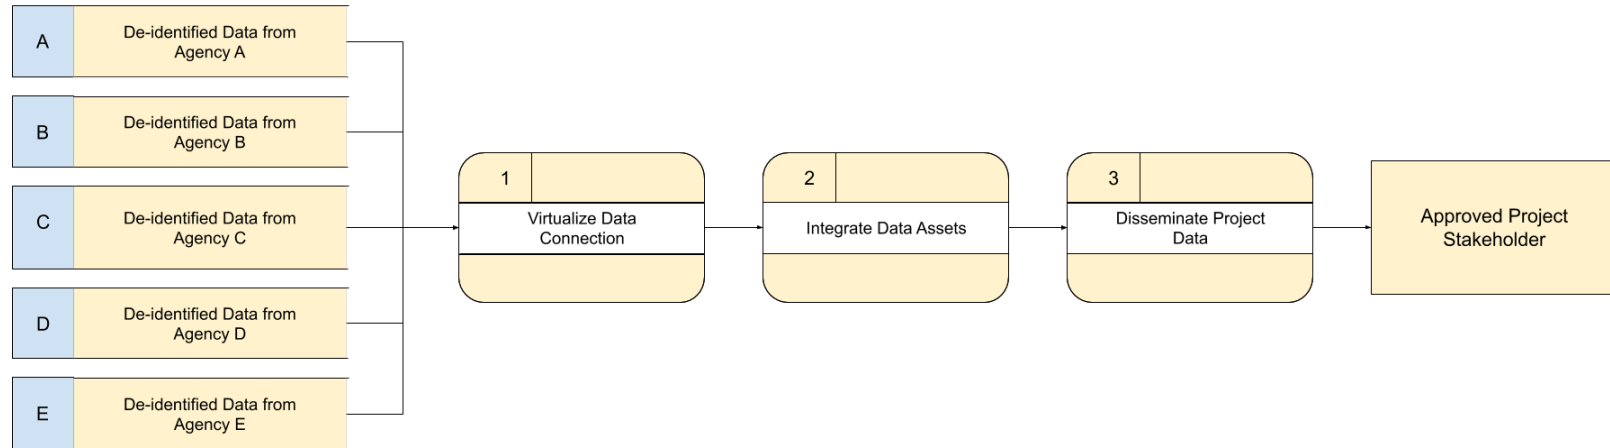 A
De-identified Data from
Agency A
B
De-identified Data from
Agency B
C
De-identified Data from
Agency C
D
De-identified Data from
Agency D
E
De-identified Data from
Agency E
1
Virtualize Data
Connection
2
Integrate Data Assets
3
Disseminate Project
Data
Approved Project
Stakeholder